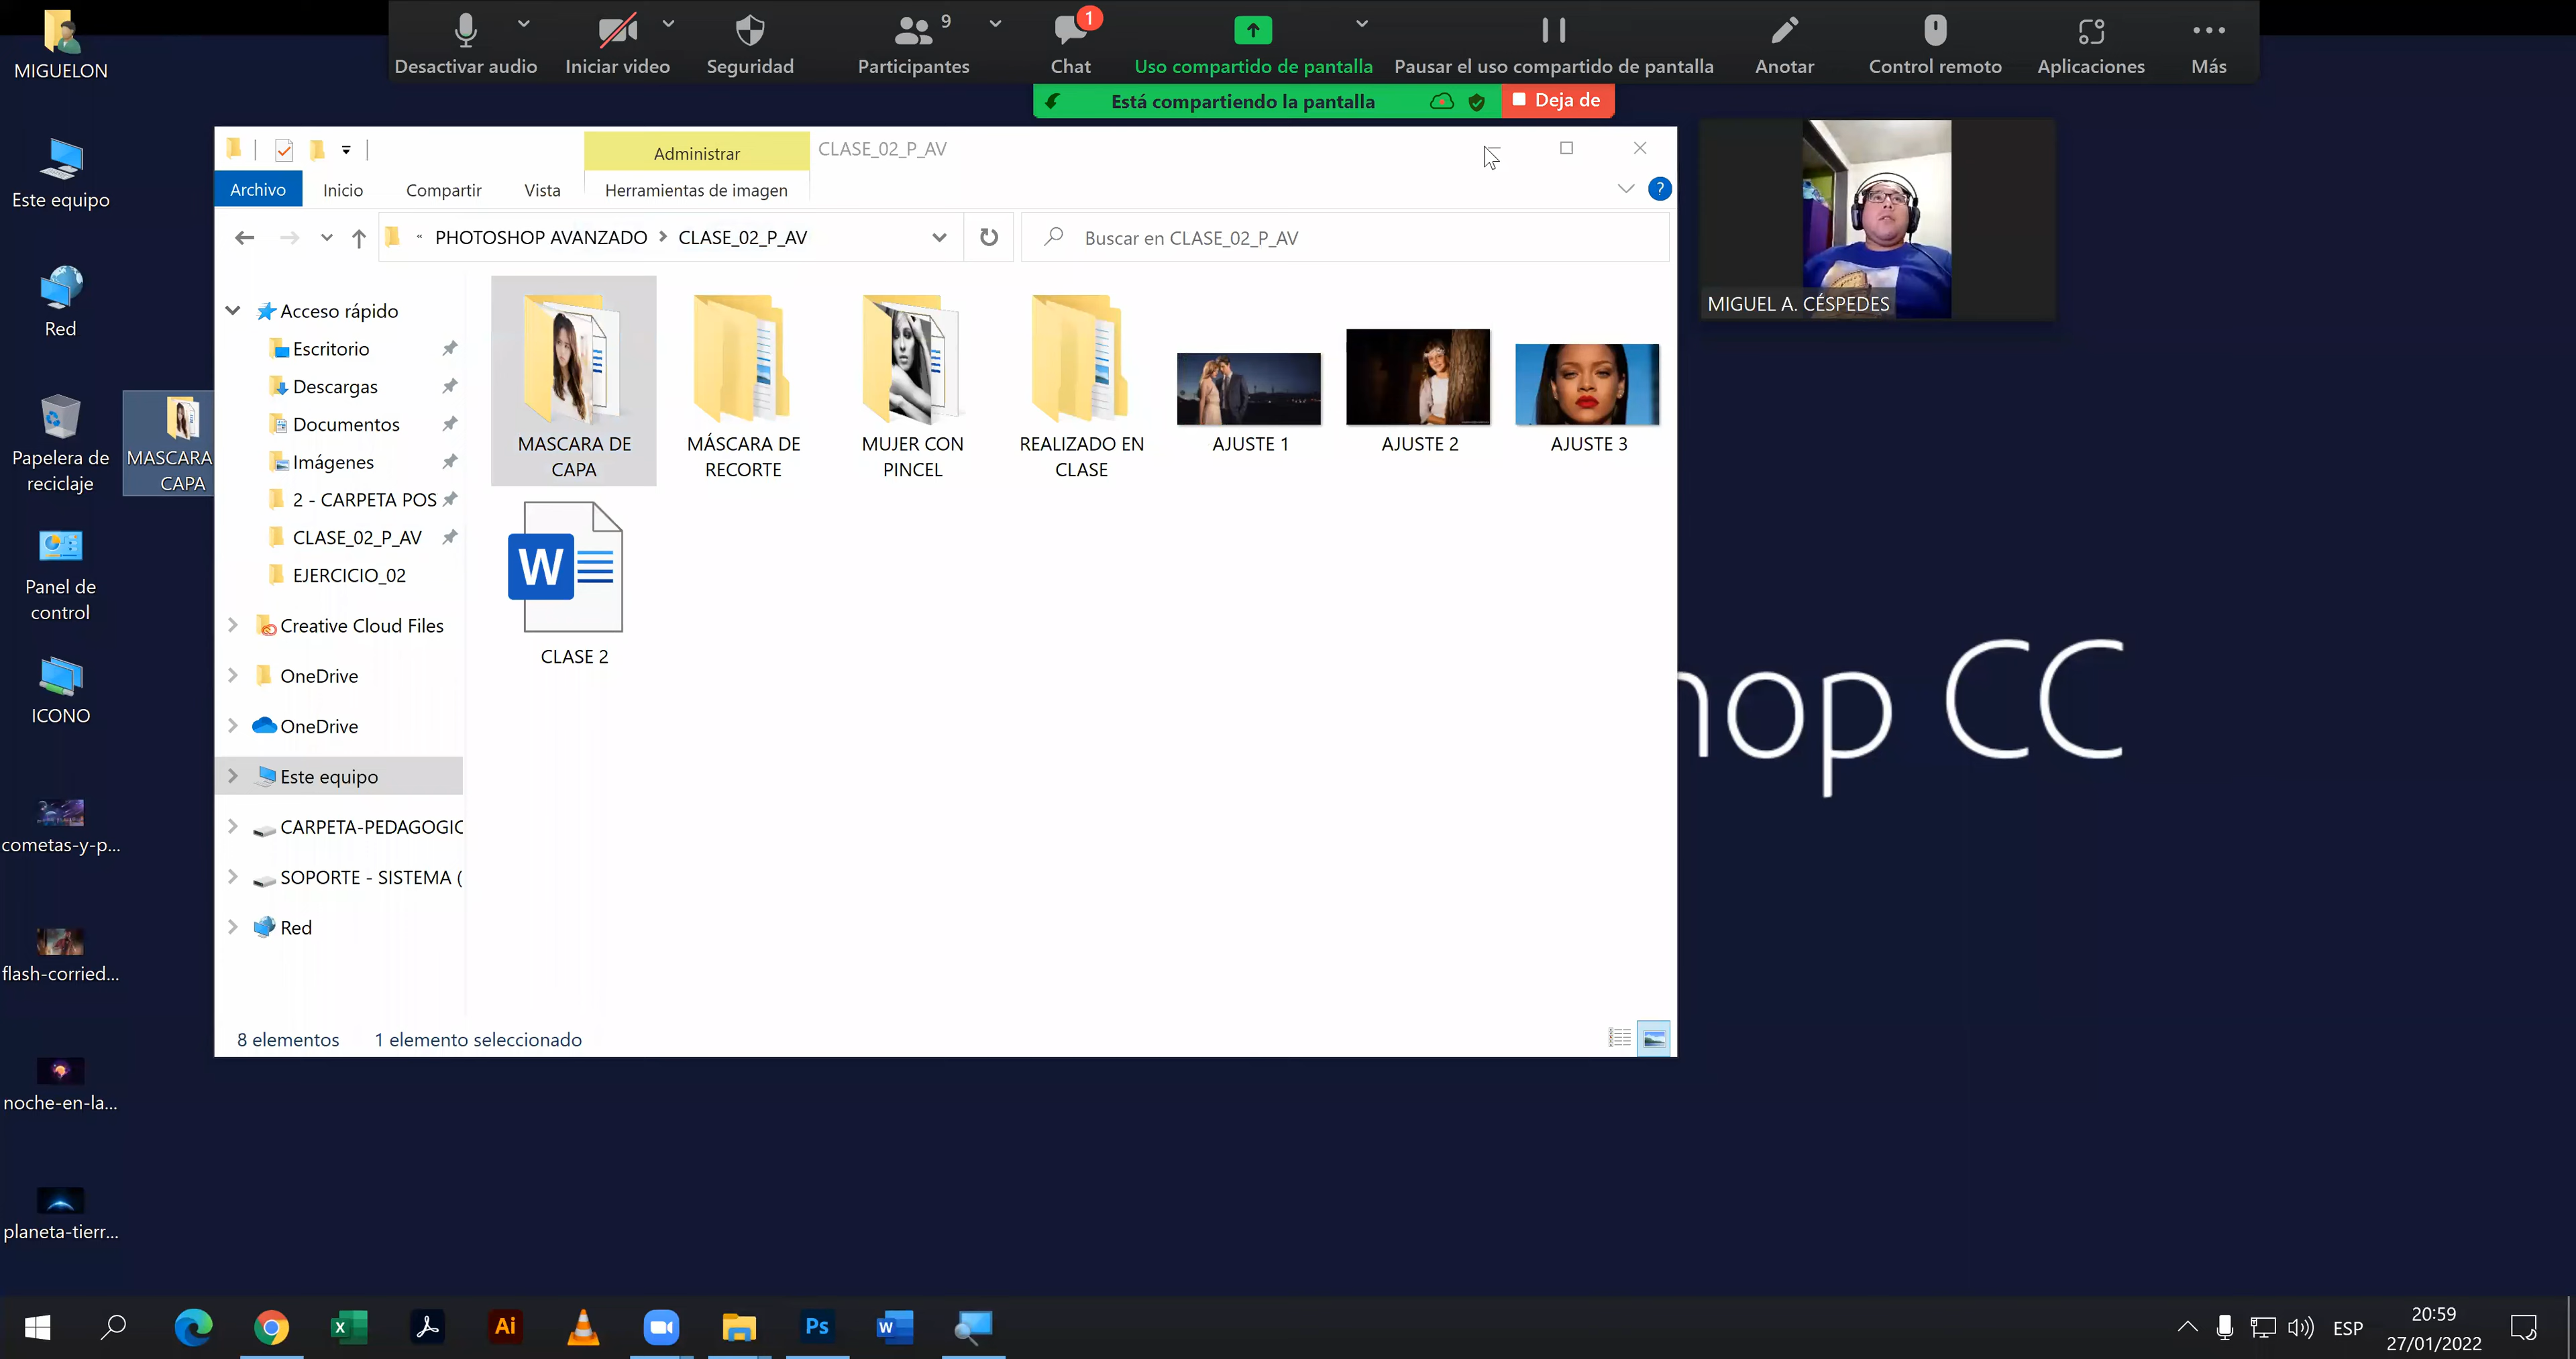 MIGUELON
Desactivar audio
Iniciar video
Seguridad
Participantes
9
Chat
1
Uso compartido de pantalla
Pausar el uso compartido de pantalla
Anotar
Control remoto
Aplicaciones
Más
Está compartiendo la pantalla
Deja de
Administrar
CLASE_02_P_AV
Archivo
Inicio
Compartir
Vista
Herramientas de imagen
?
« PHOTOSHOP AVANZADO > CLASE_02_P_AV
Buscar en CLASE_02_P_AV
MIGUEL A. CÉSPEDES
Este equipo
Red
Papelera de
reciclaje
MASCARA
CAPA
Panel de
control
ICONO
cometas-y-p...
flash-corried...
noche-en-la...
planeta-tierr...
Acceso rápido
Escritorio
Descargas
Documentos
Imágenes
2 - CARPETA POS
CLASE_02_P_AV
EJERCICIO_02
Creative Cloud Files
OneDrive
OneDrive
Este equipo
CARPETA-PEDAGOGIC
SOPORTE - SISTEMA (
Red
MASCARA DE
CAPA
MÁSCARA DE
RECORTE
MUJER CON
PINCEL
REALIZADO EN
CLASE
AJUSTE 1
AJUSTE 2
AJUSTE 3
W
CLASE 2
8 elementos
1 elemento seleccionado
hop CC
X
Ai
Ps
W
ESP
20:59
27/01/2022